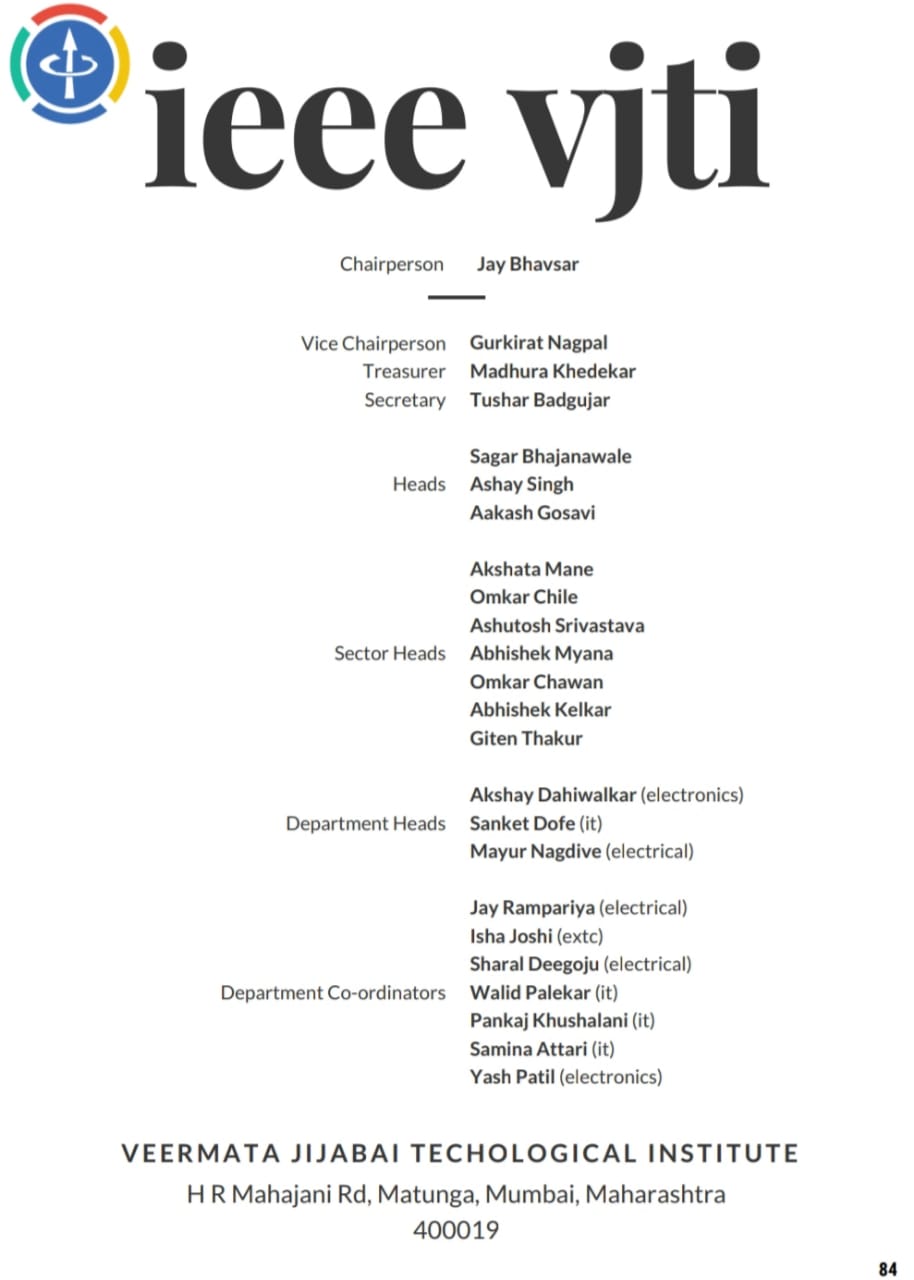 ieee vjti
Chairperson Jay Bhavsar
Vice Chairperson Gurkirat Nagpal
Treasurer Madhura Khedekar
Secretary Tushar Badgujar
Sagar Bhajanawale
Heads Ashay Singh
Aakash Gosavi
Akshata Mane
Omkar Chile
Ashutosh Srivastava
Sector Heads Abhishek Myana
Omkar Chawan
Abhishek Kelkar
Giten Thakur
Akshay Dahiwalkar (electronics)
Department Heads Sanket Dofe (it)
Mayur Nagdive (electrical)
Jay Rampariya (electrical)
Isha Joshi (extc)
Sharal Deegoju (electrical)
Department Co-ordinators Walid Palekar (it)
Pankaj Khushalani (it)
Samina Attari (it)
Yash Patil (electronics)
VEERMATA JIJABAI TECHOLOGICAL INSTITUTE
H R Mahajani Rd, Matunga, Mumbai, Maharashtra
400019
84